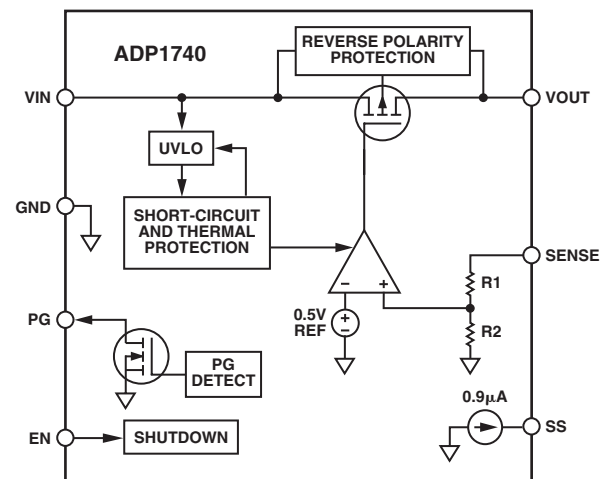 ADP1740
REVERSE POLARITY
PROTECTION
VIN
VOUT
UVLO
GND
SHORT-CIRCUIT
AND THERMAL
PROTECTION
SENSE
R1
− +
PG
0.5V
REF
+
−
R2
PG
DETECT
0.9µA
EN
SHUTDOWN
SS